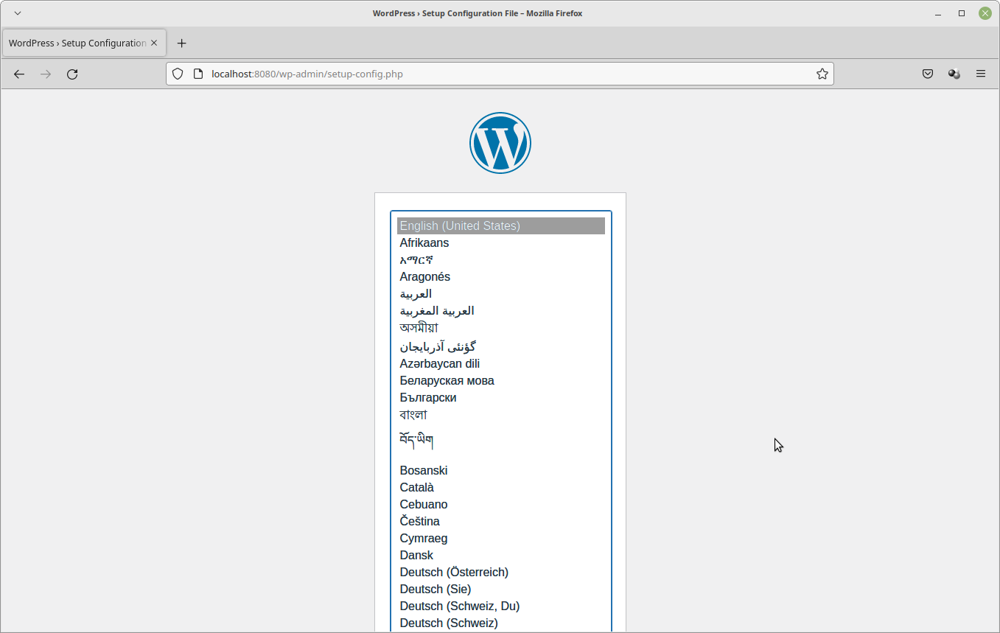 WordPress › Setup Configuration File – Mozilla Firefox
WordPress › Setup Configuration
localhost:8080/wp-admin/setup-config.php
English (United States)
Afrikaans
አማርኛ
Aragonés
العربية
العربية المغربية
অসমীয়া
گؤنئی آذربایجان
Azərbaycan dili
Беларуская мова
Български
বাংলা
བོད་ཡིག
Bosanski
Català
Cebuano
Čeština
Cymraeg
Dansk
Deutsch (Österreich)
Deutsch (Sie)
Deutsch (Schweiz, Du)
Deutsch (Schweiz)